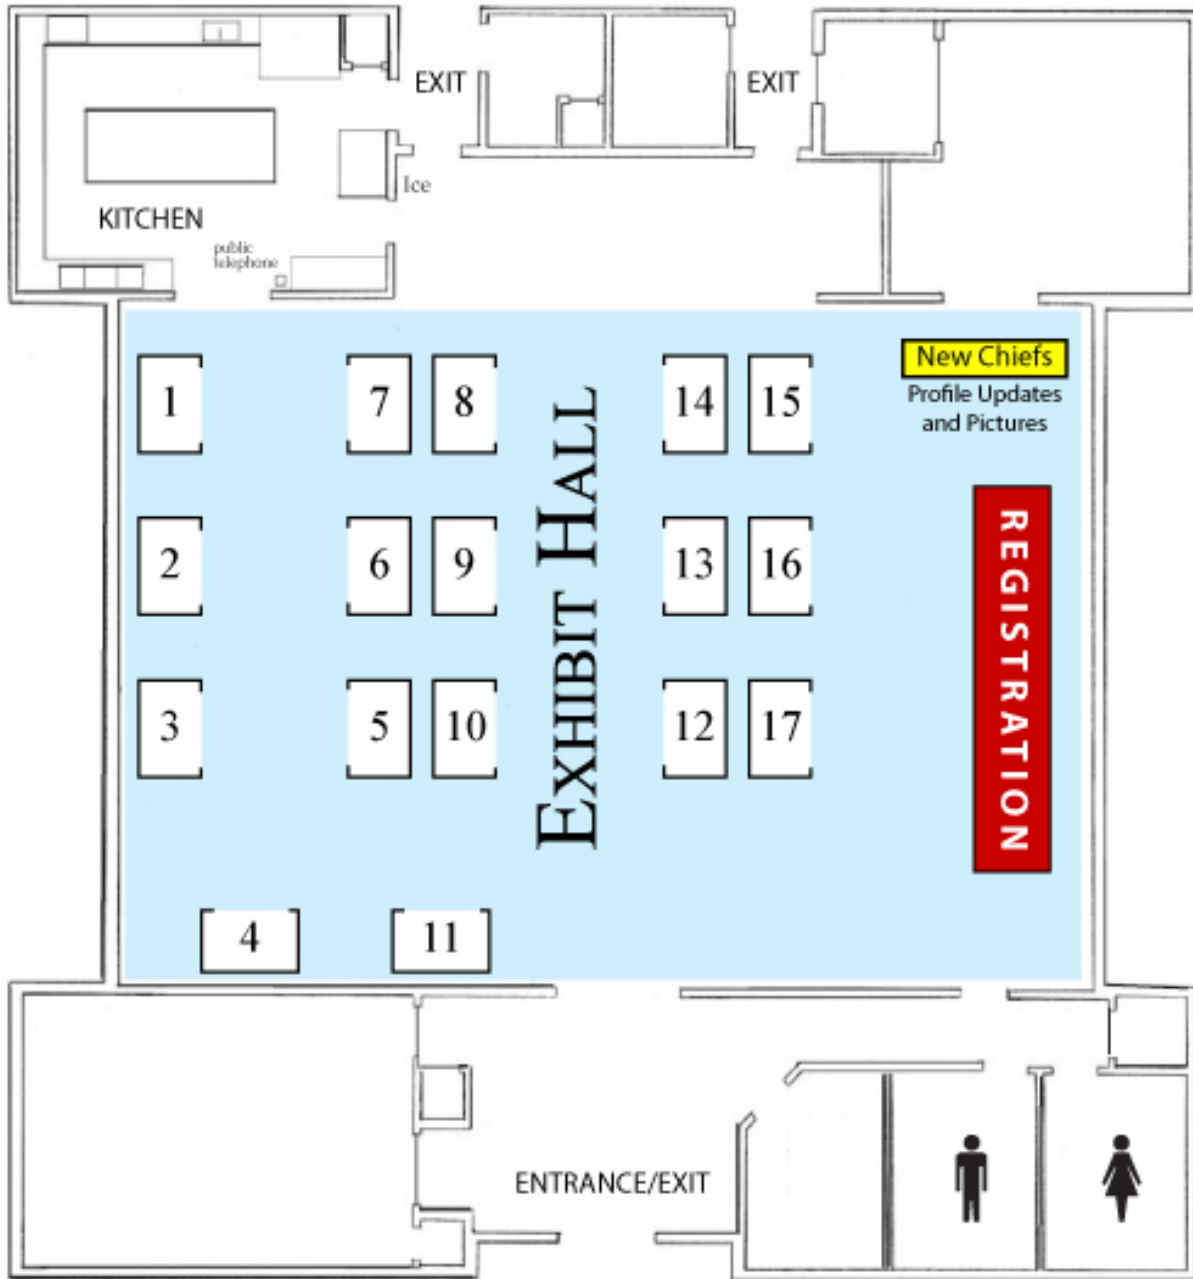 EXIT
EXIT
Ice
KITCHEN
public
telephone
New Chiefs
Profile Updates
and Pictures
1
7
8
14
15
2
6
9
13
16
3
5
10
12
17
EXHIBIT HALL
REGISTRATION
4
11
ENTRANCE/EXIT